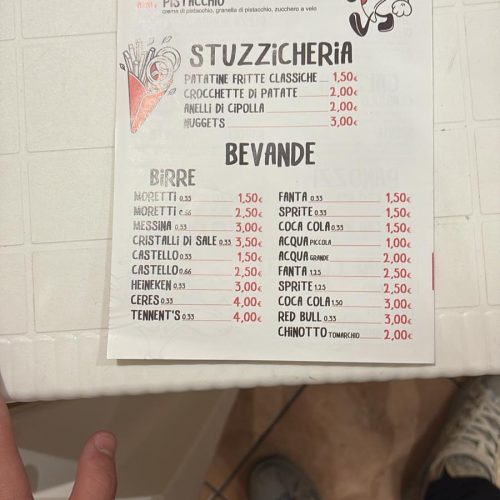 PISTACCHIO
crema di pistacchio, granella di pistacchio, zucchero a velo
STUZZICHERIA
PATATINE FRITTE CLASSICHE 1,50€
CROCCHETTE DI PATATE 2,00€
ANELLI DI CIPOLLA 2,00€
NUGGETS 3,00€
BEVANDE
BIRRE
MORETTI 0.33 1,50€
MORETTI 0.66 2,50€
MESSINA 0.33 3,00€
CRISTALLI DI SALE 0.33 3,50€
CASTELLO 0.33 1,50€
CASTELLO 0.66 2,50€
HEINEKEN 0.33 3,00€
CERES 0.33 4,00€
TENNENT'S 0.33 4,00€
FANTA 0.33 1,50€
SPRITE 0.33 1,50€
COCA COLA 0.33 1,50€
ACQUA PICCOLA 1,00€
ACQUA GRANDE 2,00€
FANTA 1.25 2,50€
SPRITE 1.25 2,50€
COCA COLA 1.50 3,00€
RED BULL 0.33 3,00€
CHINOTTO TOMARCHIO 2,00€